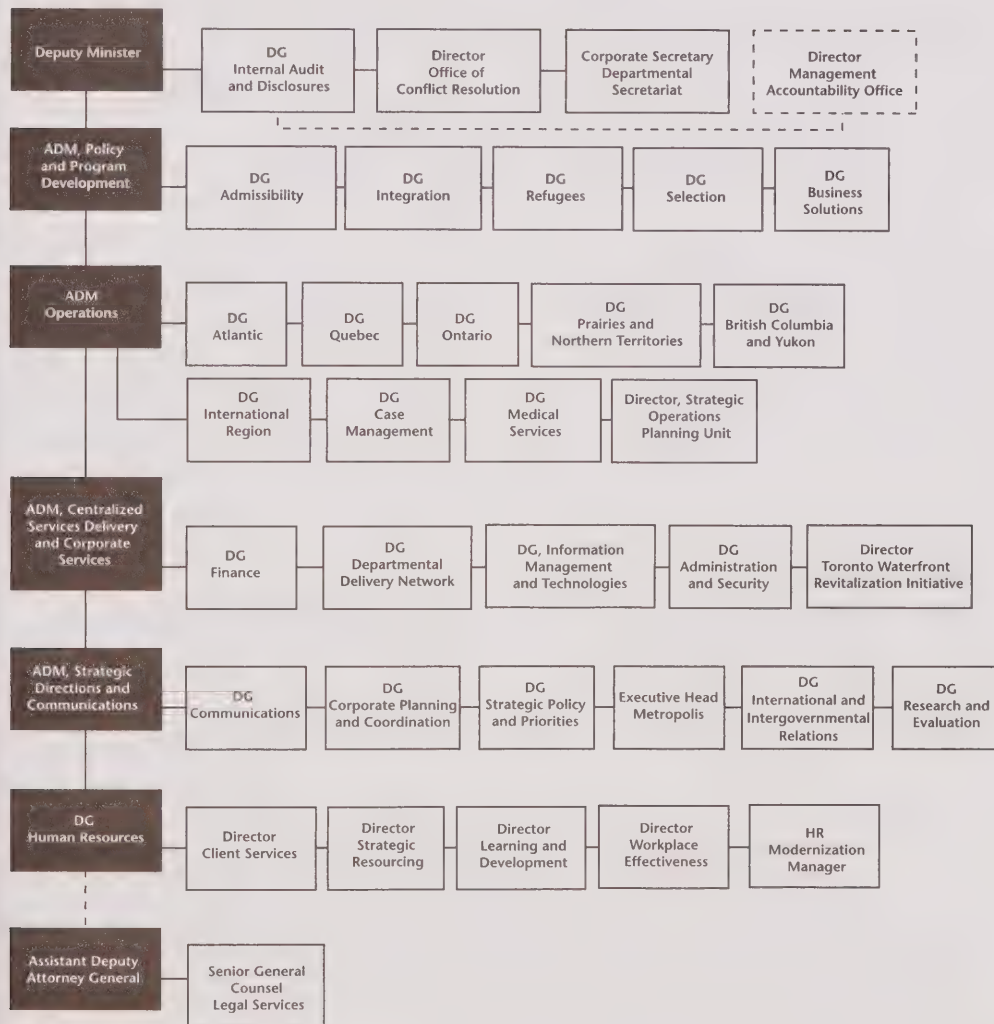 Deputy Minister
DG
Internal Audit
and Disclosures
Director
Office of
Conflict Resolution
Corporate Secretary
Departmental
Secretariat
Director
Management
Accountability Office
ADM, Policy
and Program
Development
DG
Admissibility
DG
Integration
DG
Refugees
DG
Selection
DG
Business
Solutions
ADM
Operations
DG
Atlantic
DG
Quebec
DG
Ontario
DG
Prairies and
Northern Territories
DG
British Columbia
and Yukon
DG
International
Region
DG
Case
Management
DG
Medical
Services
Director, Strategic
Operations
Planning Unit
ADM, Centralized
Services Delivery
and Corporate
Services
DG
Finance
DG
Departmental
Delivery Network
DG, Information
Management
and Technologies
DG
Administration
and Security
Director
Toronto Waterfront
Revitalization Initiative
ADM, Strategic
Directions and
Communications
DG
Communications
DG
Corporate Planning
and Coordination
DG
Strategic Policy
and Priorities
Executive Head
Metropolis
DG
International and
Intergovernmental
Relations
DG
Research and
Evaluation
DG
Human Resources
Director
Client Services
Director
Strategic
Resourcing
Director
Learning and
Development
Director
Workplace
Effectiveness
HR
Modernization
Manager
Assistant Deputy
Attorney General
Senior General
Counsel
Legal Services